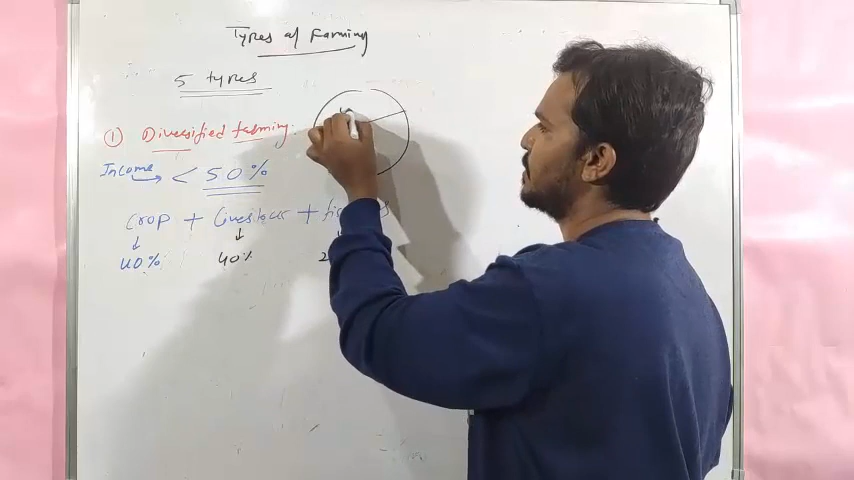 Types of Farming
5 types
① Diversified farming.
Income → < 50%
Crop + Livestock +
↓ ↓
40% 40%